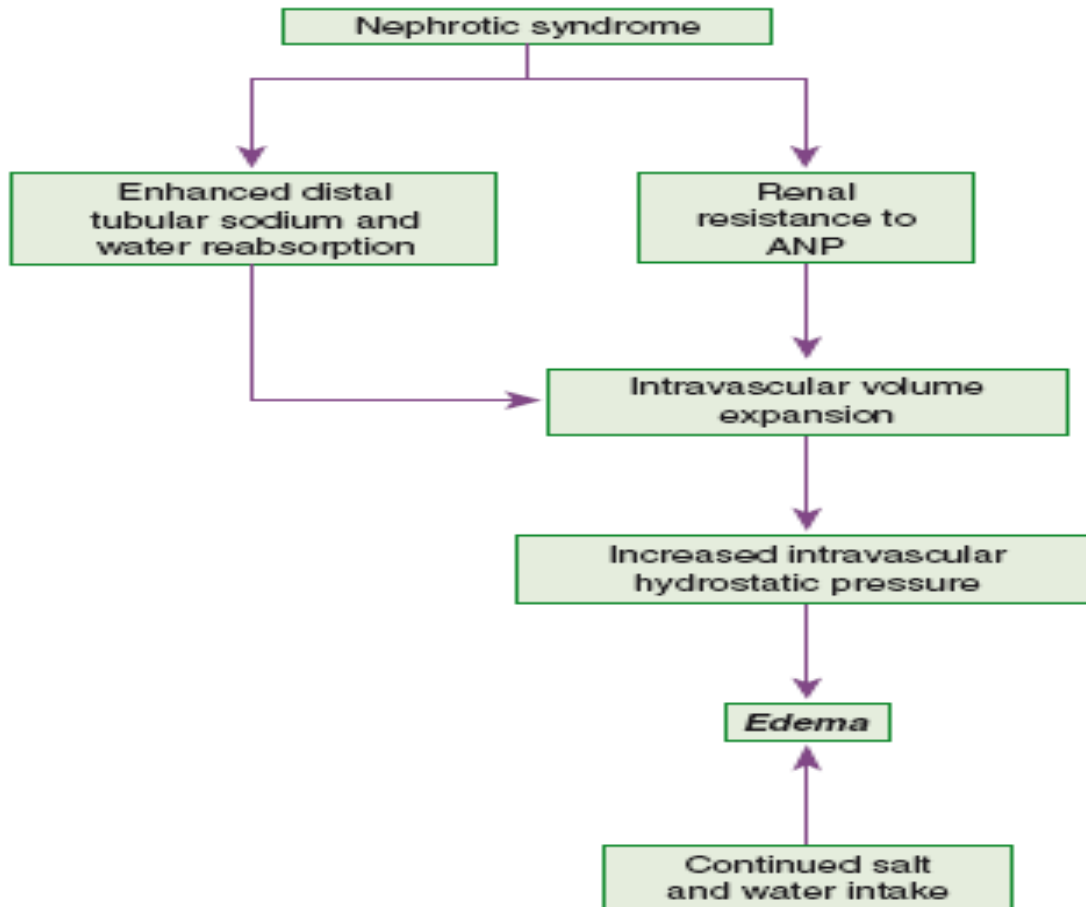 Nephrotic syndrome
Enhanced distal
tubular sodium and
water reabsorption
Renal
resistance to
ANP
Intravascular volume
expansion
Increased intravascular
hydrostatic pressure
Edema
Continued salt
and water intake